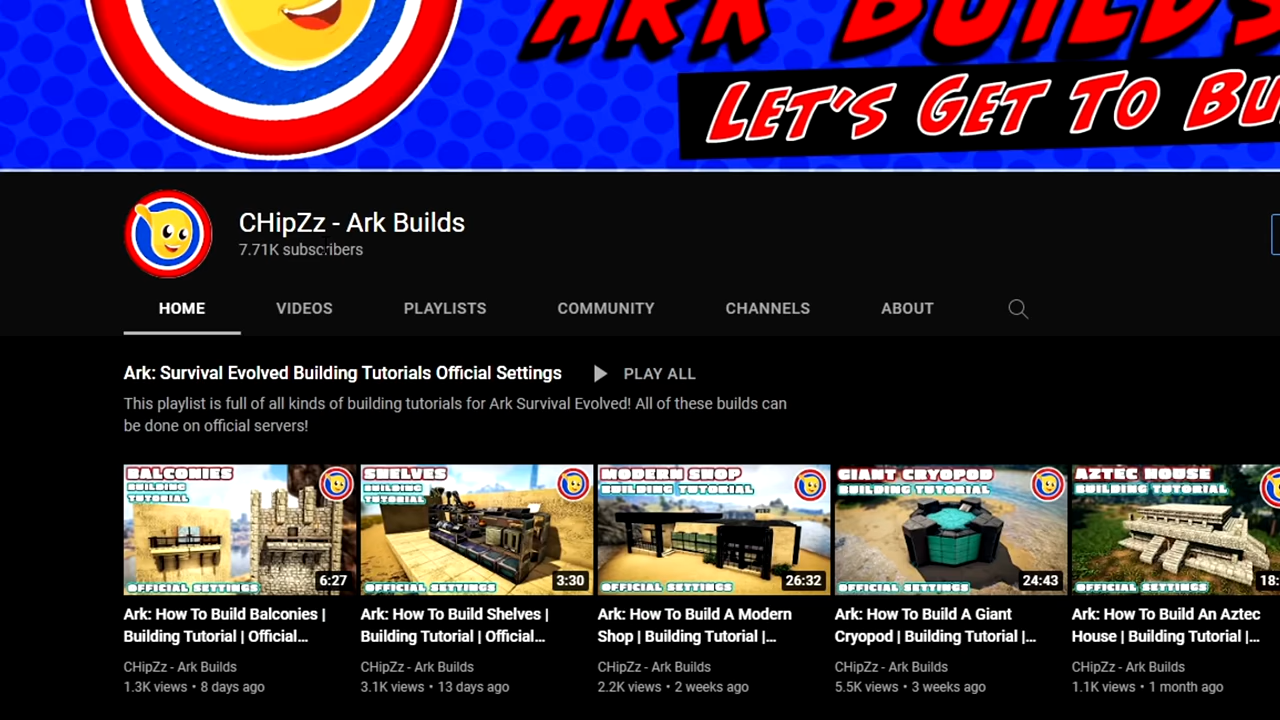 ARK BUILDS
LET'S GET TO BU
CHipZz - Ark Builds
7.71K subscribers
HOME VIDEOS PLAYLISTS COMMUNITY CHANNELS ABOUT
Ark: Survival Evolved Building Tutorials Official Settings PLAY ALL
This playlist is full of all kinds of building tutorials for Ark Survival Evolved! All of these builds can
be done on official servers!
BALCONIES
BUILDING
TUTORIAL
OFFICIAL SETTINGS
6:27
SHELVES
BUILDING
TUTORIAL
OFFICIAL SETTINGS
3:30
MODERN SHOP
BUILDING TUTORIAL
OFFICIAL SETTINGS
26:32
GIANT CRYOPOD
BUILDING TUTORIAL
OFFICIAL SETTINGS
24:43
AZTEC HOUSE
BUILDING TUTORIAL
OFFICIAL SETTINGS
18:
Ark: How To Build Balconies |
Building Tutorial | Official...
CHipZz - Ark Builds
1.3K views • 8 days ago
Ark: How To Build Shelves |
Building Tutorial | Official...
CHipZz - Ark Builds
3.1K views • 13 days ago
Ark: How To Build A Modern
Shop | Building Tutorial |...
CHipZz - Ark Builds
2.2K views • 2 weeks ago
Ark: How To Build A Giant
Cryopod | Building Tutorial |...
CHipZz - Ark Builds
5.5K views • 3 weeks ago
Ark: How To Build An Aztec
House | Building Tutorial |...
CHipZz - Ark Builds
1.1K views • 1 month ago